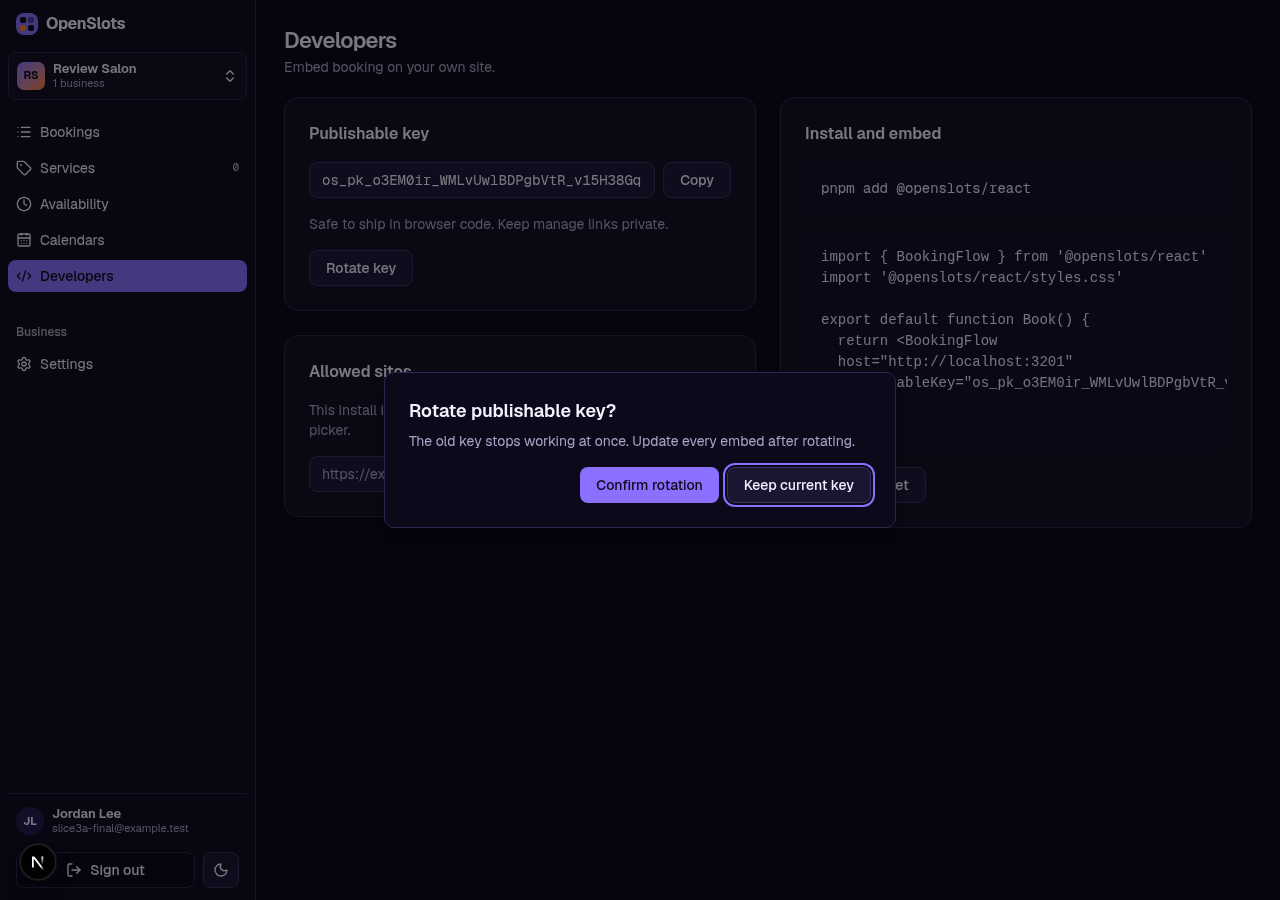 OpenSlots
RS
Review Salon
1 business
Bookings
Services
0
Availability
Calendars
Developers
Business
Settings
JL
Jordan Lee
slice3a-final@example.test
N
Sign out
Developers
Embed booking on your own site.
Publishable key
os_pk_o3EM0ir_WMLvUwlBDPgbVtR_v15H38Gq
Copy
Safe to ship in browser code. Keep manage links private.
Rotate key
Allowed sites
This install i
picker.
https://ex
Install and embed
pnpm add @openslots/react
import { BookingFlow } from '@openslots/react'
import '@openslots/react/styles.css'
export default function Book() {
return <BookingFlow
host="http://localhost:3201"
ableKey="os_pk_o3EM0ir_WMLvUwlBDPgbVtR_v
et
Rotate publishable key?
The old key stops working at once. Update every embed after rotating.
Confirm rotation
Keep current key